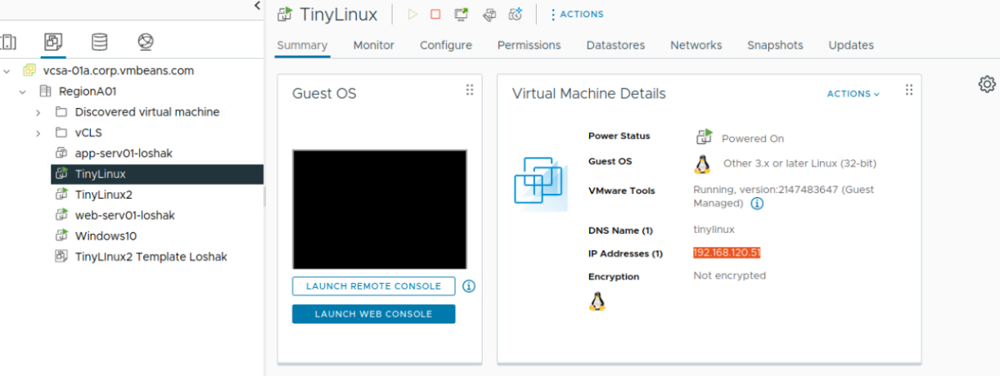 TinyLinux
ACTIONS
Summary Monitor Configure Permissions Datastores Networks Snapshots Updates
vcsa-01a.corp.vmbeans.com
RegionA01
Discovered virtual machine
vCLS
app-serv01-loshak
TinyLinux
TinyLinux2
web-serv01-loshak
Windows10
TinyLInux2 Template Loshak
Guest OS
LAUNCH REMOTE CONSOLE
LAUNCH WEB CONSOLE
Virtual Machine Details
ACTIONS
Power Status Powered On
Guest OS Other 3.x or later Linux (32-bit)
VMware Tools Running, version:2147483647 (Guest
Managed)
DNS Name (1) tinylinux
IP Addresses (1) 192.168.120.51
Encryption Not encrypted